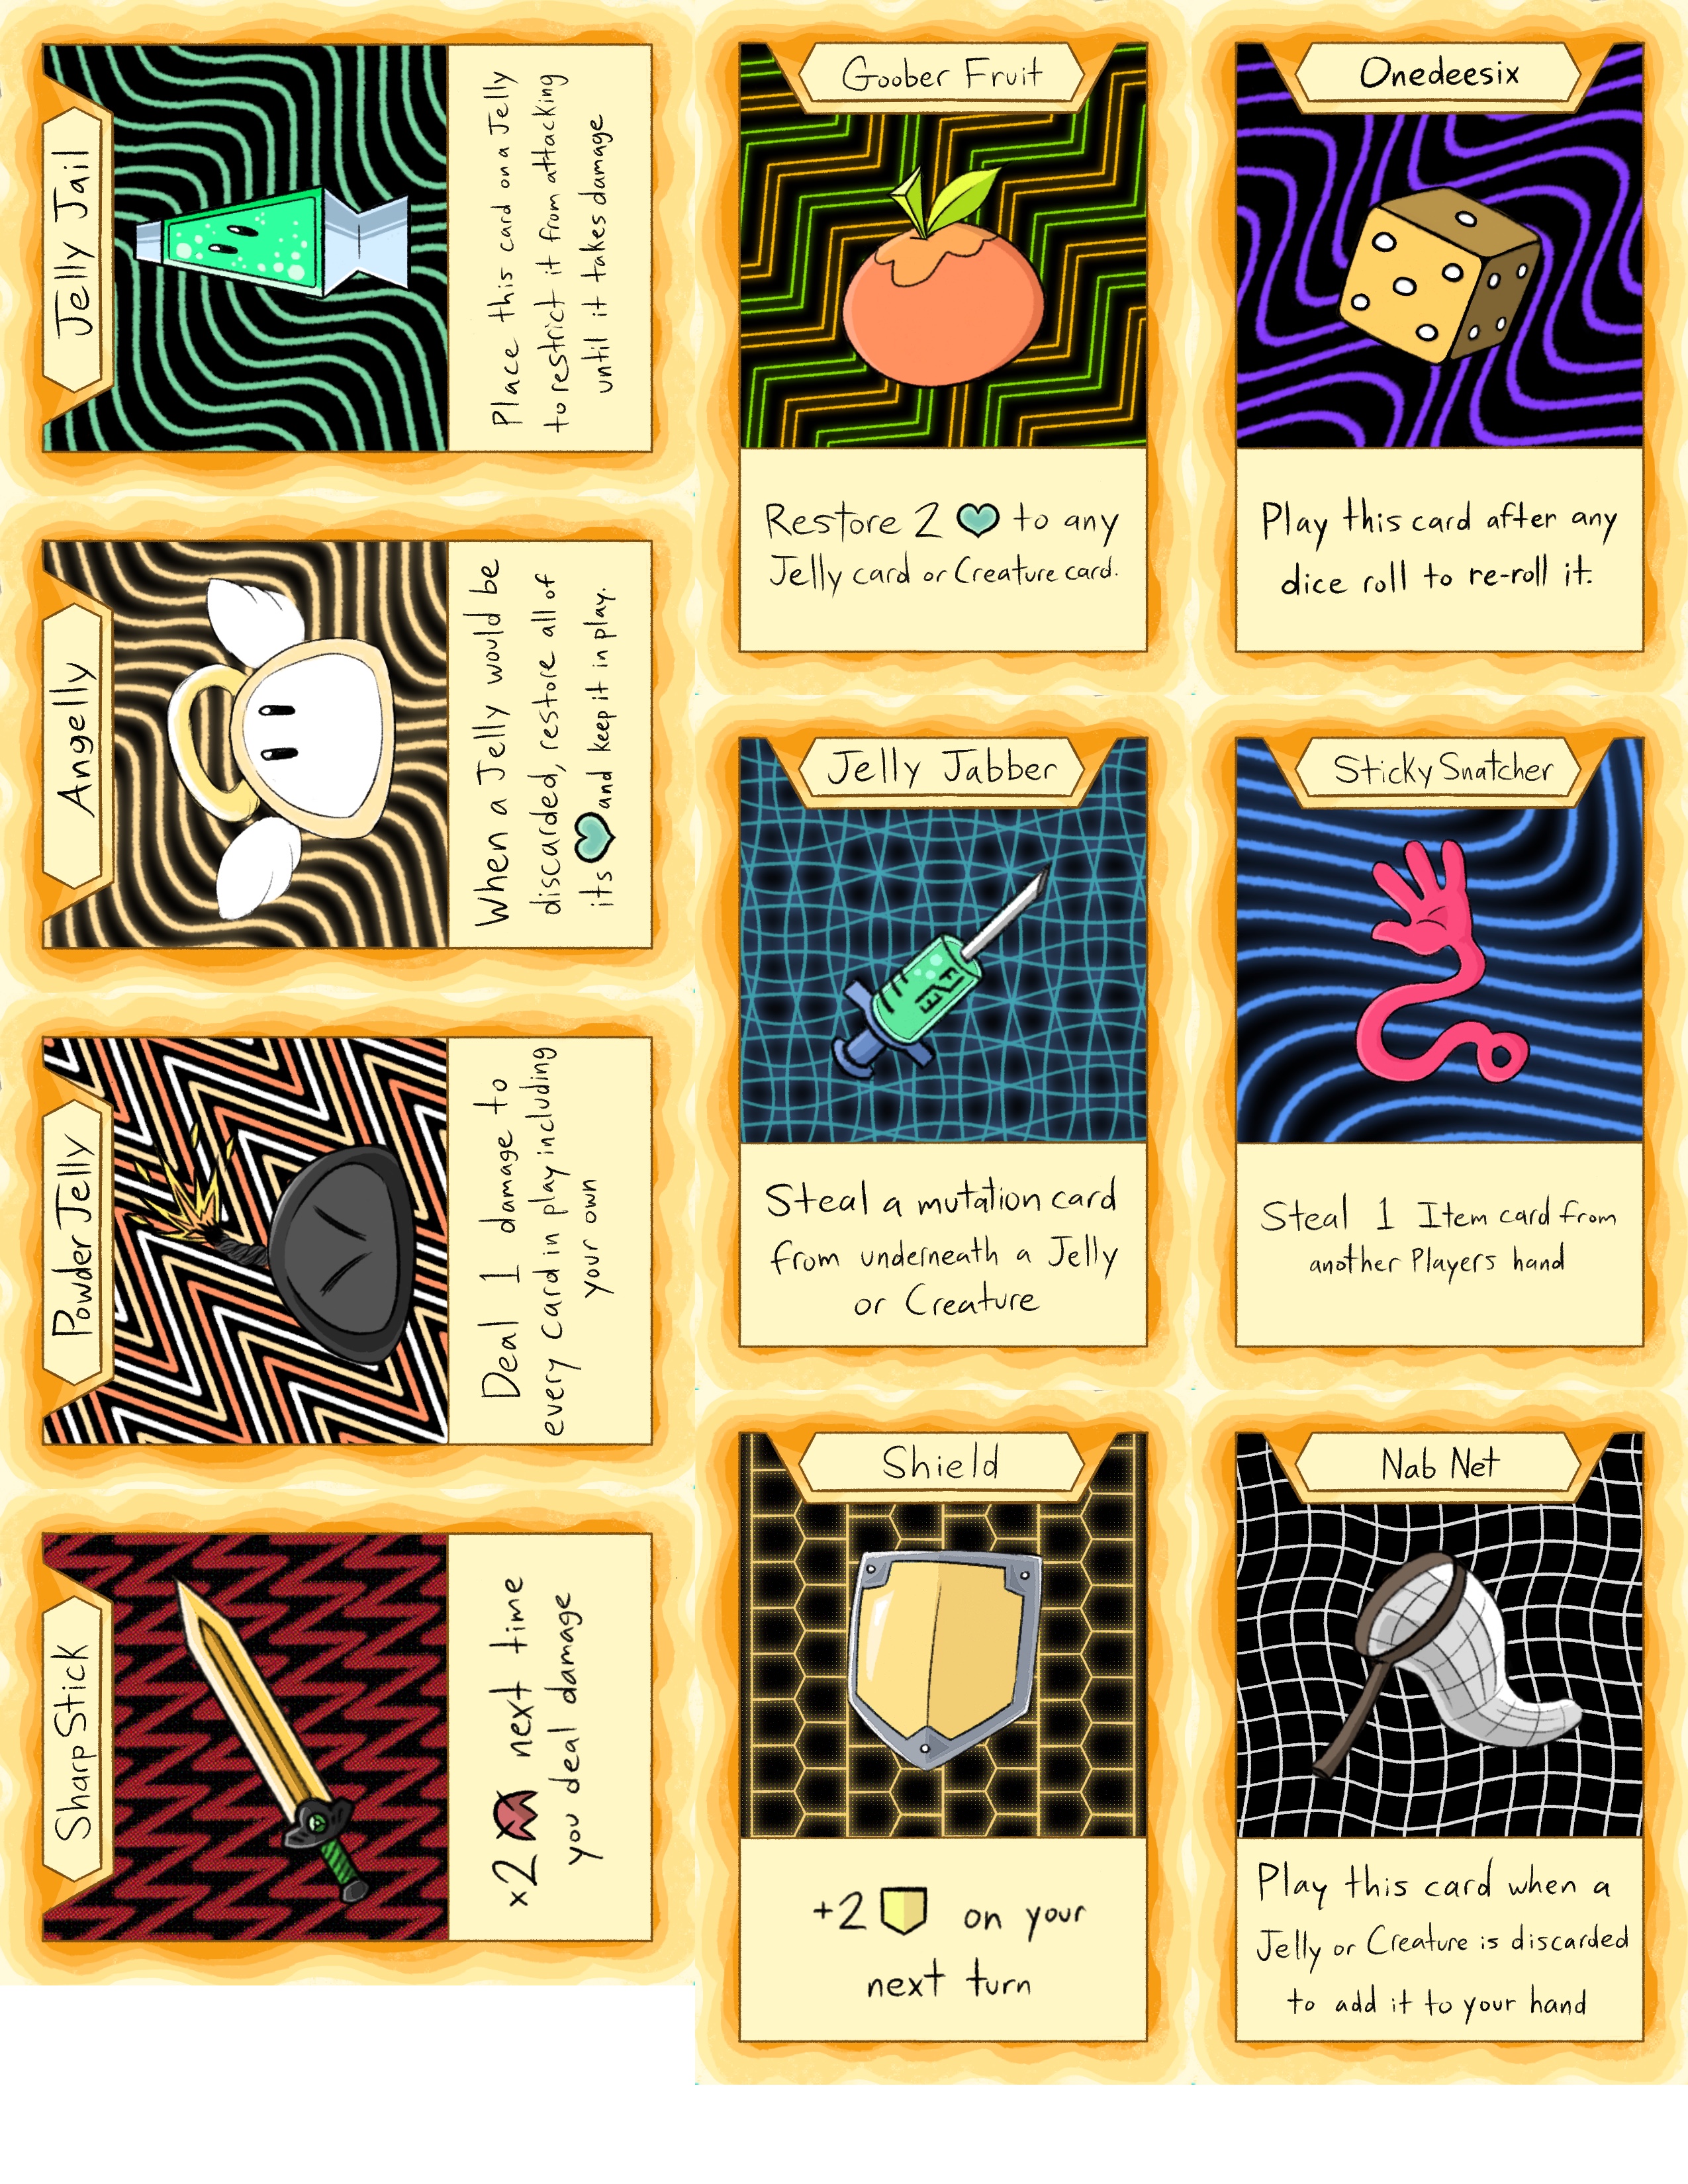 Jelly Jail
Place this card on a Jelly
to restrict it from attacking
until it takes damage
Angelly
When a Jelly would be
discarded, restore all of
its and keep it in play.
Powder Jelly
Deal 1 damage to
every card in play including
your own
Sharp Stick
x2 next time
you deal damage
Goober Fruit
Restore 2 to any
Jelly card or Creature card.
Onedeesix
Play this card after any
dice roll to re-roll it.
Jelly Jabber
Steal a mutation card
from underneath a Jelly
or Creature
Sticky Snatcher
Steal 1 Item card from
another Players hand
Shield
+2 on your
next turn
Nab Net
Play this card when a
Jelly or Creature is discarded
to add it to your hand